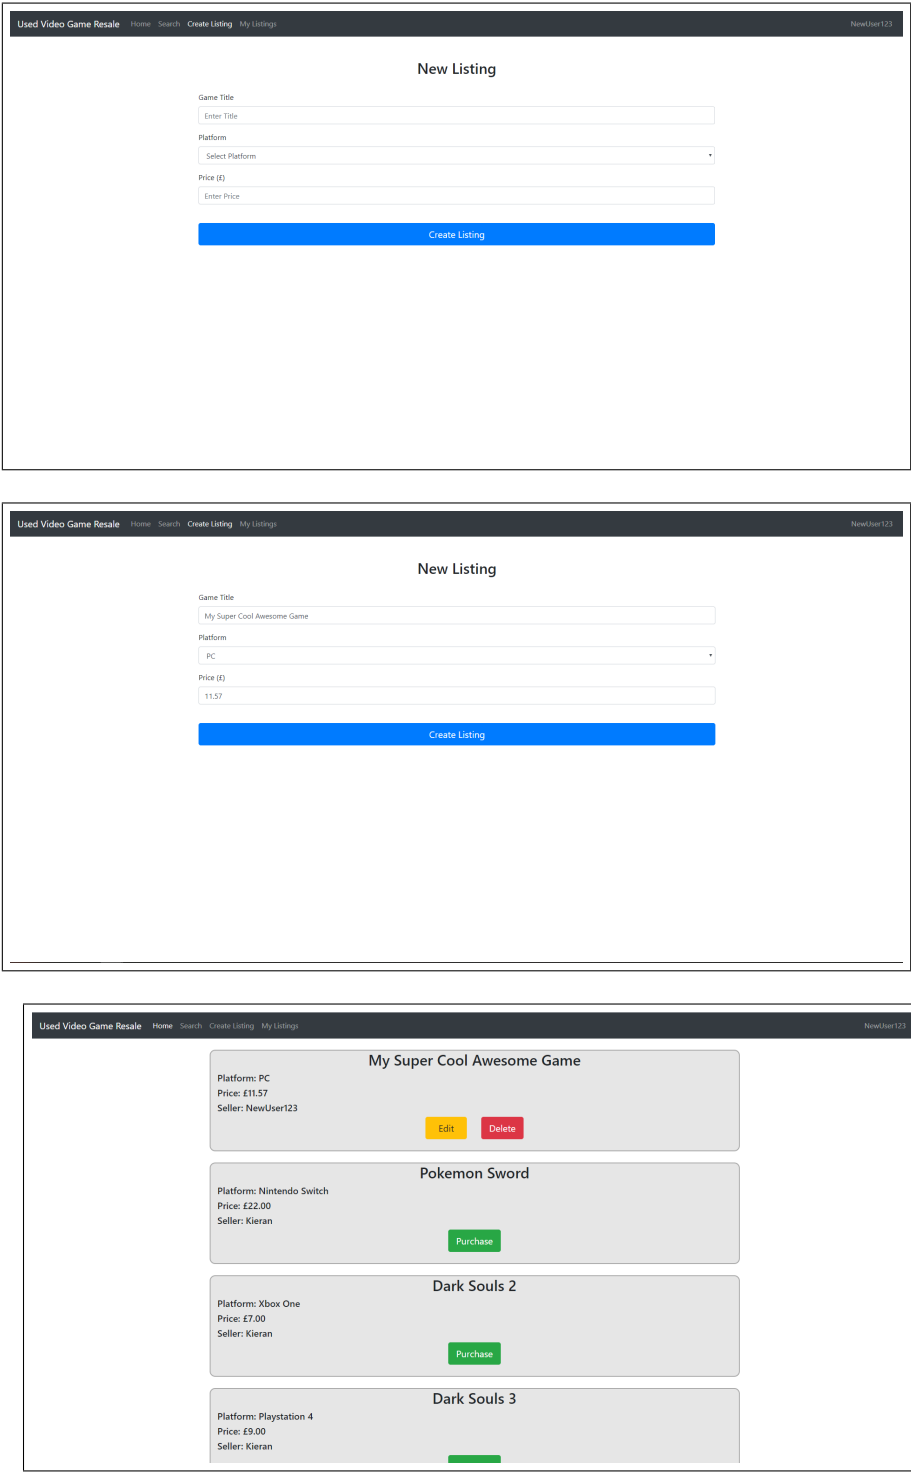 Used Video Game Resale Home Search Create Listing My Listings NewUser123
New Listing
Game Title
Enter Title
Platform
Select Platform
Price (£)
Enter Price
Create Listing
Used Video Game Resale Home Search Create Listing My Listings NewUser123
New Listing
Game Title
My Super Cool Awesome Game
Platform
PC
Price (£)
11.57
Create Listing
Used Video Game Resale Home Search Create Listing My Listings NewUser123
My Super Cool Awesome Game
Platform: PC
Price: £11.57
Seller: NewUser123
Edit Delete
Pokemon Sword
Platform: Nintendo Switch
Price: £22.00
Seller: Kieran
Purchase
Dark Souls 2
Platform: Xbox One
Price: £7.00
Seller: Kieran
Purchase
Dark Souls 3
Platform: Playstation 4
Price: £9.00
Seller: Kieran